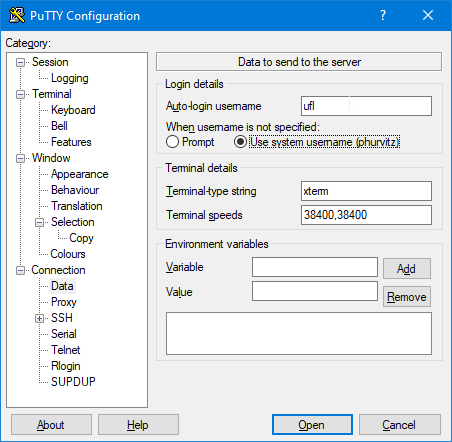 PuTTY Configuration
Category:
Session
Logging
Terminal
Keyboard
Bell
Features
Window
Appearance
Behaviour
Translation
Selection
Copy
Colours
Connection
Data
Proxy
SSH
Serial
Telnet
Rlogin
SUPDUP
Data to send to the server
Login details
Auto-login username ufl
When username is not specified:
Prompt Use system username (phurvitz)
Terminal details
Terminal-type string xterm
Terminal speeds 38400,38400
Environment variables
Variable Add
Value Remove
About Help Open Cancel